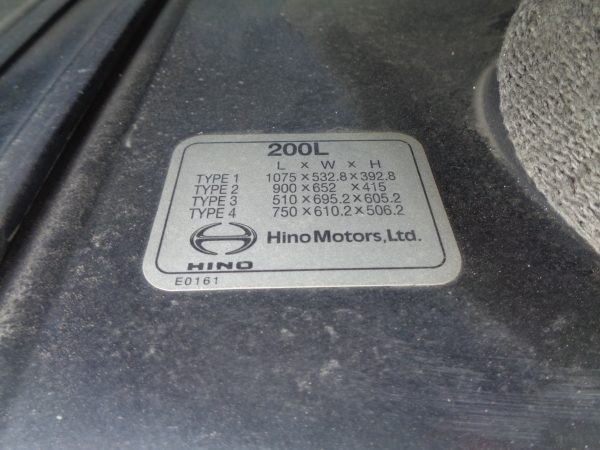 200L
L × W × H
TYPE 1 1075×532.8×392.8
TYPE 2 900×652 ×415
TYPE 3 510×695.2×605.2
TYPE 4 750×610.2×506.2
Hino Motors, Ltd.
HINO
E0161